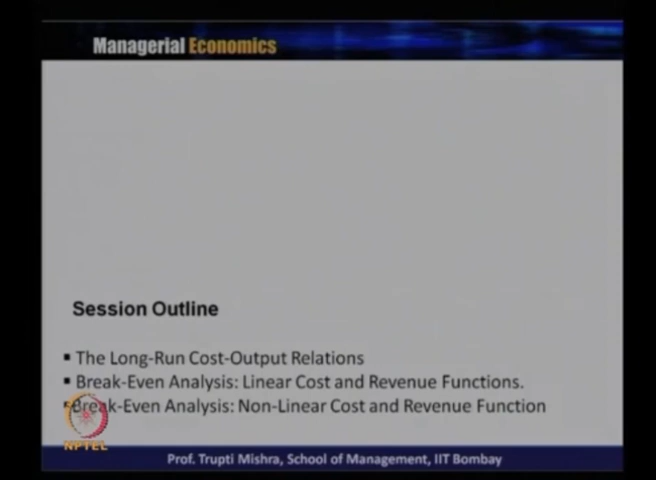 Managerial Economics
Session Outline
▪ The Long-Run Cost-Output Relations
▪ Break-Even Analysis: Linear Cost and Revenue Functions.
▪ Break-Even Analysis: Non-Linear Cost and Revenue Function
NPTEL
Prof. Trupti Mishra, School of Management, IIT Bombay